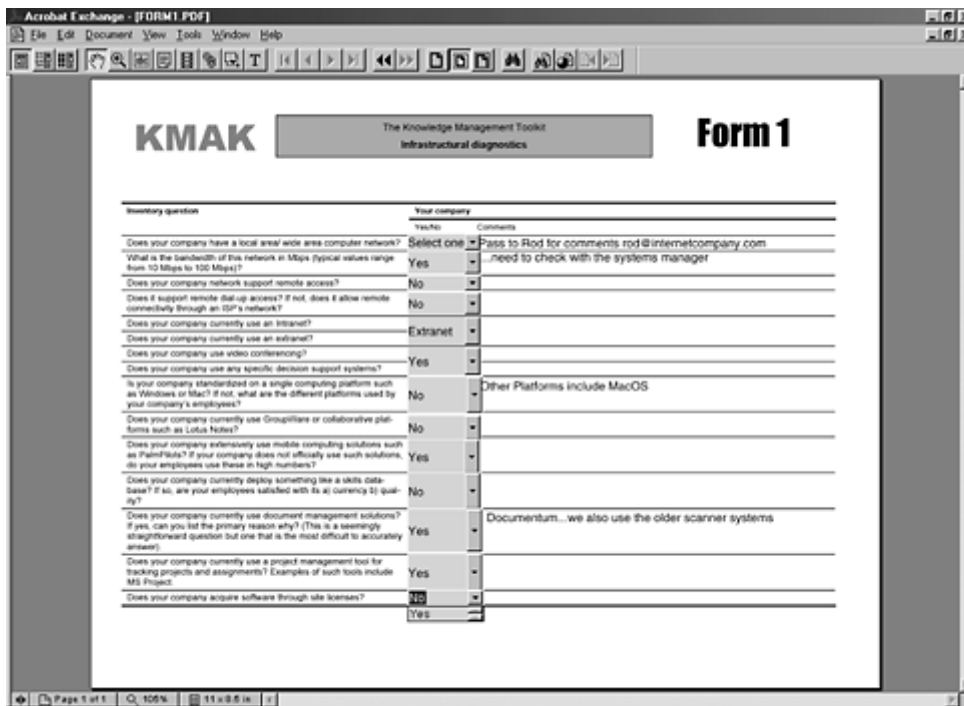 Acrobat Exchange - [FORM1.PDF]
File Edit Document View Tools Window Help
KMAK
The Knowledge Management Toolkit
Infrastructural diagnostics
Form 1
Inventory question
Your company
Yes/No
Comments
Does your company have a local area/ wide area computer network?
Select one
Pass to Rod for comments rod@internetcompany.com
What is the bandwidth of this network in Mbps (typical values range
from 10 Mbps to 100 Mbps)?
Yes
...need to check with the systems manager
Does your company network support remote access?
No
Does it support remote dial-up access? If not, does it allow remote
connectivity through an ISP's network?
No
Does your company currently use an Intranet?
Does your company currently use an extranet?
Extranet
Does your company use video conferencing?
Does your company use any specific decision support systems?
Yes
Is your company standardized on a single computing platform such
as Windows or Mac? If not, what are the different platforms used by
your company's employees?
No
Other Platforms include MacOS
Does your company currently use GroupWare or collaborative plat-
forms such as Lotus Notes?
No
Does your company extensively use mobile computing solutions such
as PalmPilots? If your company does not officially use such solutions,
do your employees use these in high numbers?
Yes
Does your company currently deploy something like a skills data-
base? If so, are your employees satisfied with its a) currency b) qual-
ity?
No
Does your company currently use document management solutions?
If yes, can you list the primary reason why? (This is a seemingly
straightforward question but one that is the most difficult to accurately
answer).
Yes
Documentum...we also use the older scanner systems
Does your company currently use a project management tool for
tracking projects and assignments? Examples of such tools include
MS Project.
Yes
Does your company acquire software through site licenses?
No
Yes
Page 1 of 1
105%
11 x 8.5 in